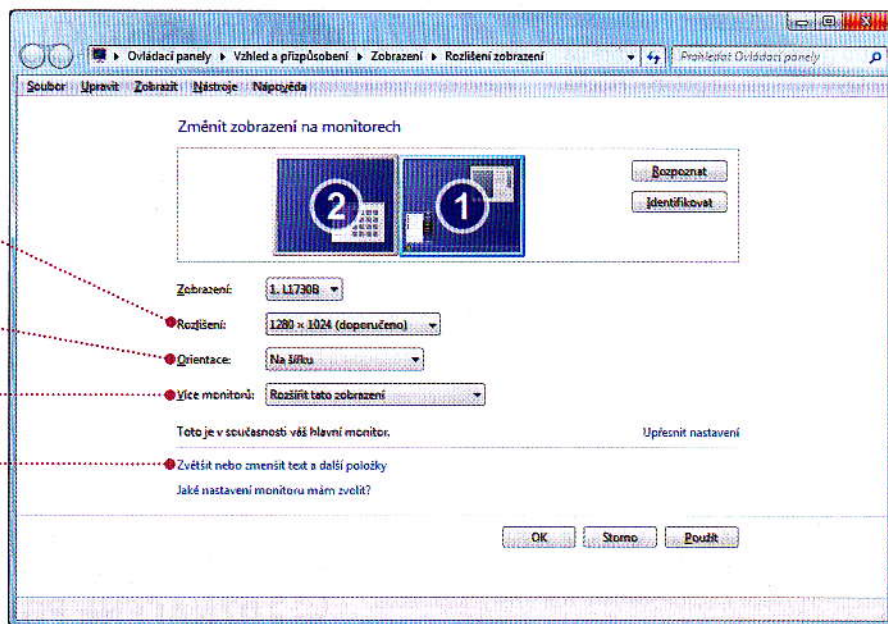 Ovládací panely ▸ Vzhled a přizpůsobení ▸ Zobrazení ▸ Rozlišení zobrazení
Prohledat Ovládací panely
Soubor Upravit Zobrazit Nástroje Nápověda
Změnit zobrazení na monitorech
2 1
Rozpoznat
Identifikovat
Zobrazení: 1. L1730B
Rozlišení: 1280 × 1024 (doporučeno)
Orientace: Na šířku
Více monitorů: Rozšířit tato zobrazení
Toto je v současnosti váš hlavní monitor. Upřesnit nastavení
Zvětšit nebo zmenšit text a další položky
Jaké nastavení monitoru mám zvolit?
OK Storno Použít